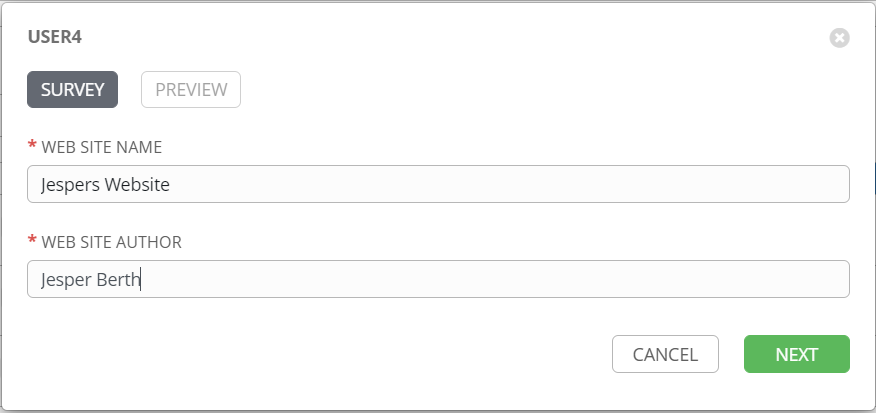 USER4
SURVEY PREVIEW
* WEB SITE NAME
Jespers Website
* WEB SITE AUTHOR
Jesper Berth
CANCEL NEXT